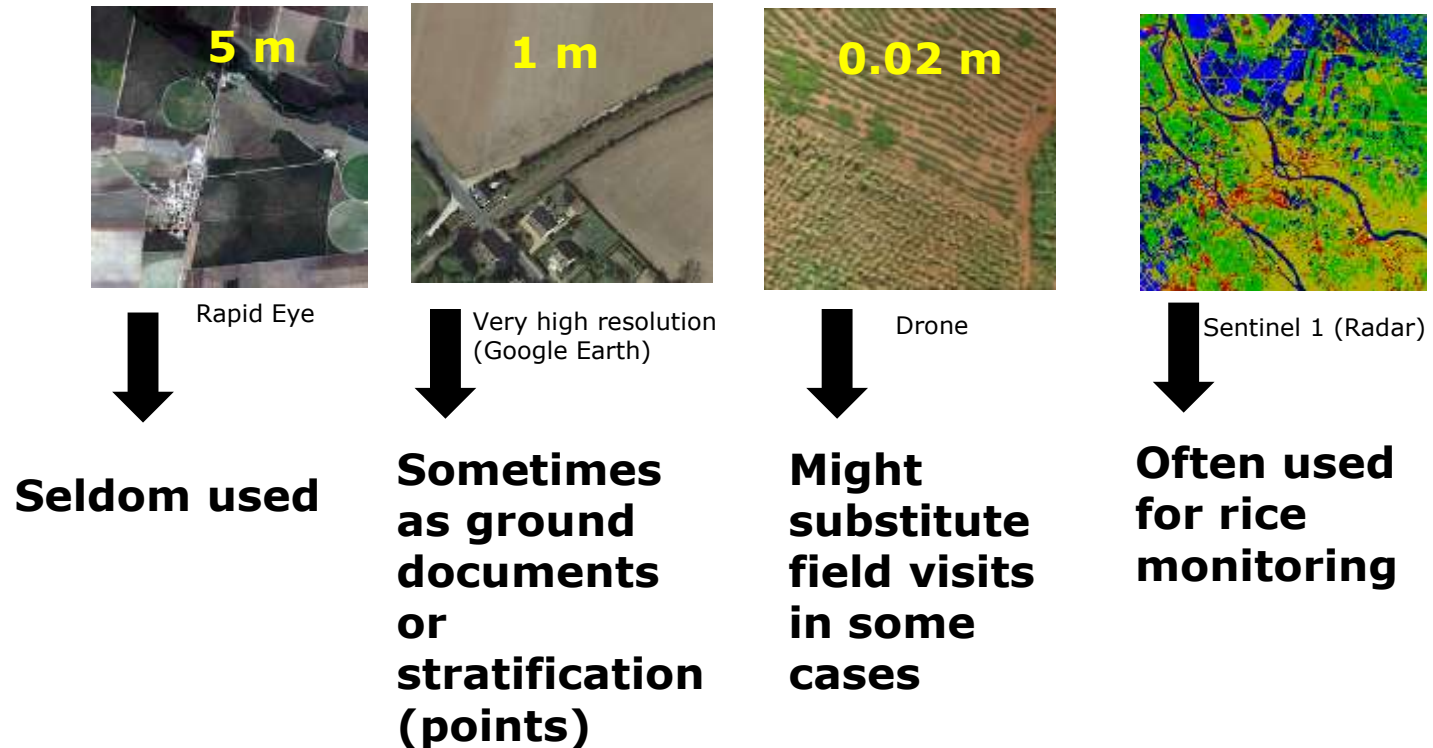 5 m
1 m
0.02 m
Rapid Eye
Very high resolution
(Google Earth)
Drone
Sentinel 1 (Radar)
Seldom used
Sometimes
as ground
documents
or
stratification
(points)
Might
substitute
field visits
in some
cases
Often used
for rice
monitoring